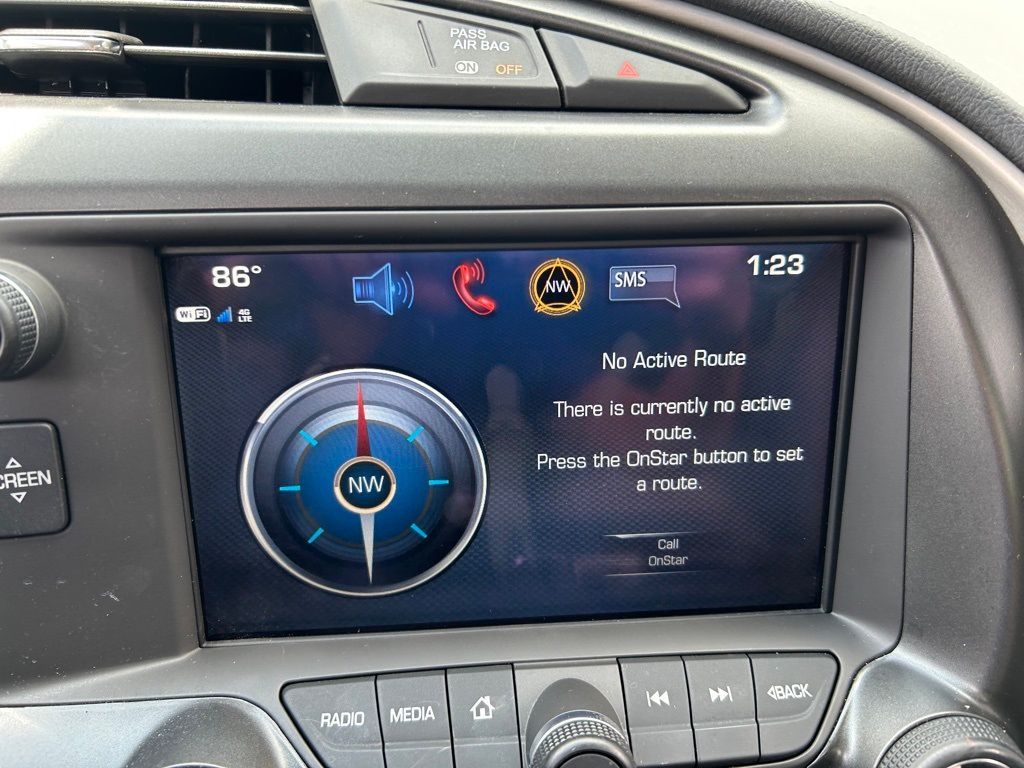 PASS
AIR BAG
ON OFF
86° SMS 1:23
WiFi 4G
LTE
NW
No Active Route
There is currently no active
route.
Press the OnStar button to set
a route.
NW
Call
OnStar
CREEN
RADIO MEDIA BACK